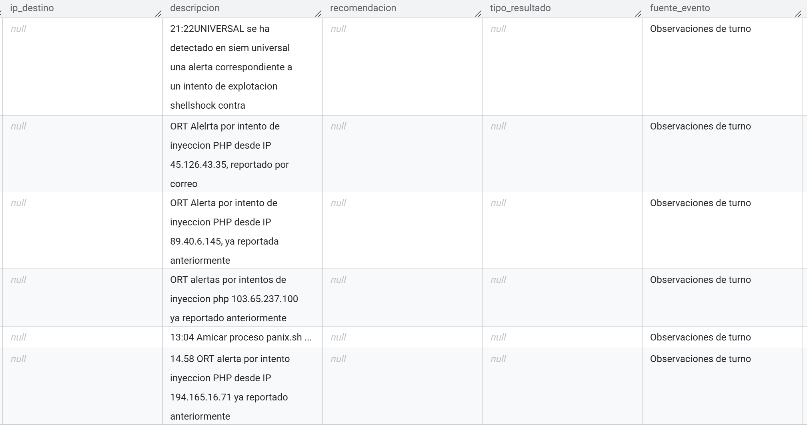 ip_destino descripcion recomendacion tipo_resultado fuente_evento
null 21:22UNIVERSAL se ha null null Observaciones de turno
detectado en siem universal
una alerta correspondiente a
un intento de explotacion
shellshock contra
null ORT Alelrta por intento de null null Observaciones de turno
inyeccion PHP desde IP
45.126.43.35, reportado por
correo
null ORT Alerta por intento de null null Observaciones de turno
inyeccion PHP desde IP
89.40.6.145, ya reportada
anteriormente
null ORT alertas por intentos de null null Observaciones de turno
inyeccion php 103.65.237.100
ya reportado anteriormente
null 13:04 Amicar proceso panix.sh ... null null Observaciones de turno
null 14.58 ORT alerta por intento null null Observaciones de turno
inyeccion PHP desde IP
194.165.16.71 ya reportado
anteriormente